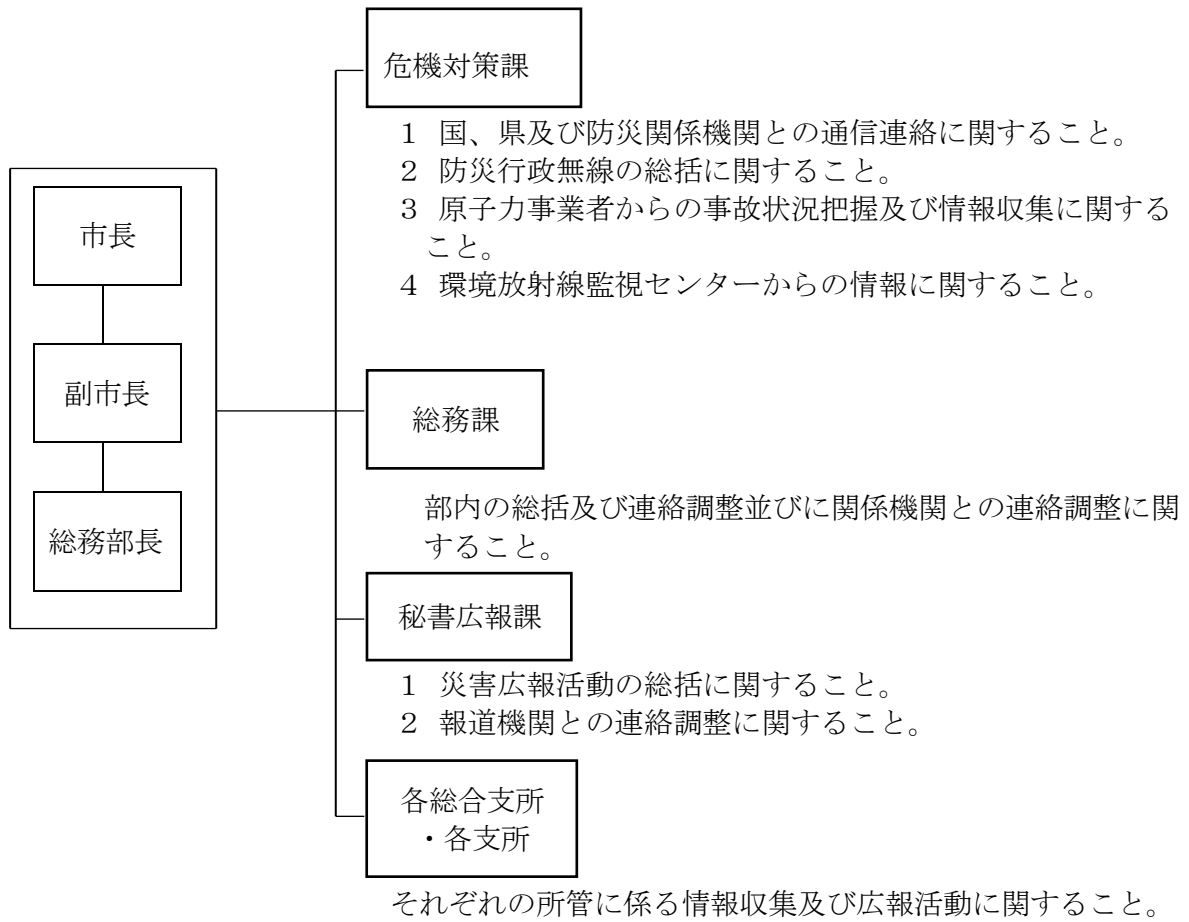 市長
副市長
総務部長
危機対策課
１ 国、県及び防災関係機関との通信連絡に関すること。
２ 防災行政無線の総括に関すること。
３ 原子力事業者からの事故状況把握及び情報収集に関する
こと。
４ 環境放射線監視センターからの情報に関すること。
総務課
部内の総括及び連絡調整並びに関係機関との連絡調整に関
すること。
秘書広報課
１ 災害広報活動の総括に関すること。
２ 報道機関との連絡調整に関すること。
各総合支所
・各支所
それぞれの所管に係る情報収集及び広報活動に関すること。